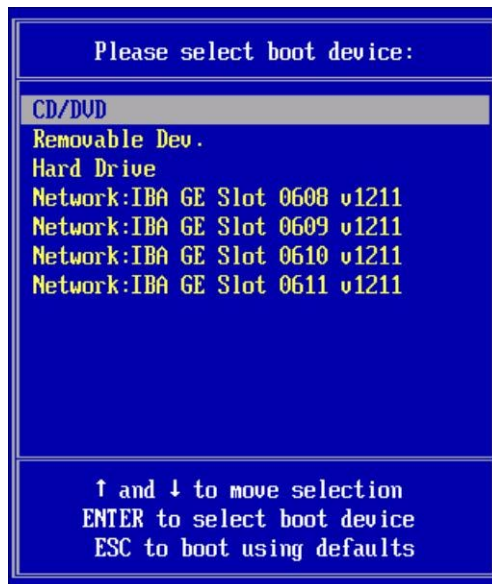 Please select boot device:
CD/DVD
Removable Dev.
Hard Drive
Network:IBA GE Slot 0608 v1211
Network:IBA GE Slot 0609 v1211
Network:IBA GE Slot 0610 v1211
Network:IBA GE Slot 0611 v1211
↑ and ↓ to move selection
ENTER to select boot device
ESC to boot using defaults